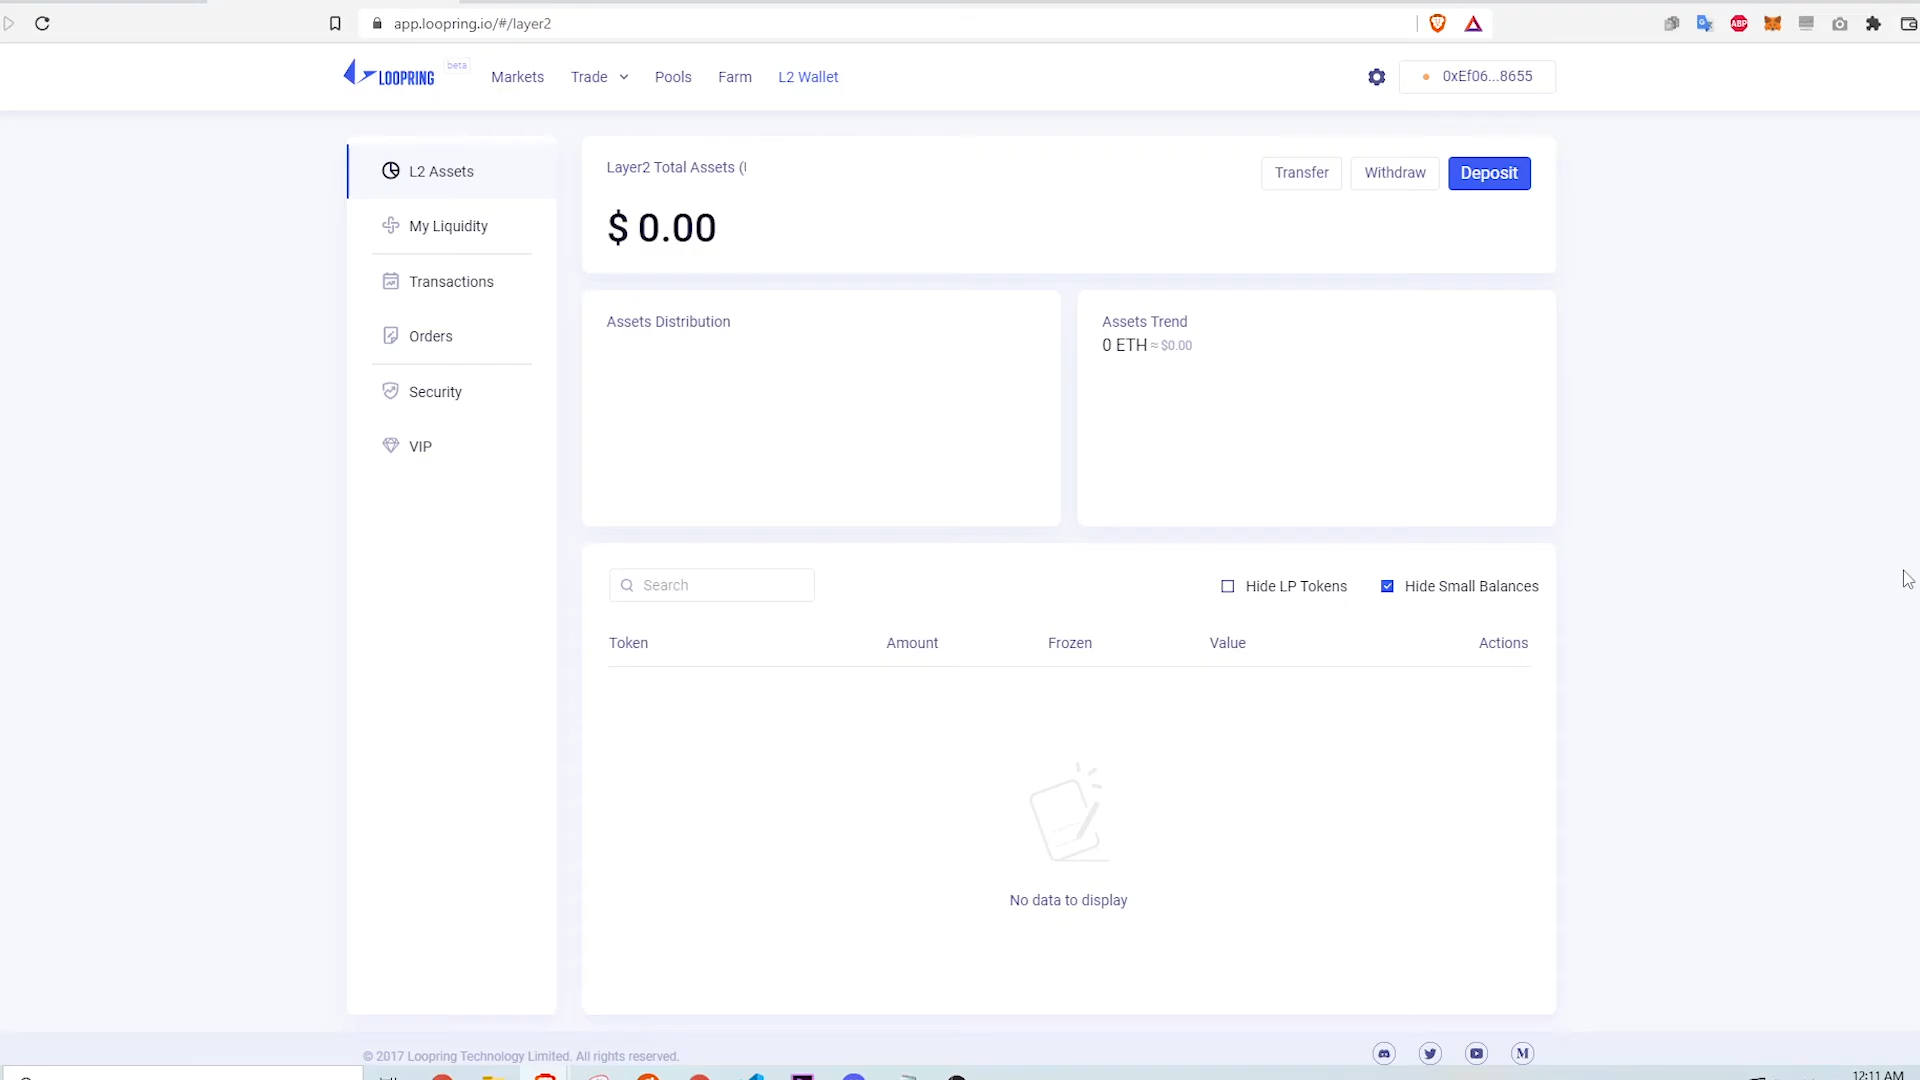 app.loopring.io/#/layer2
ABP
LOOPRING
beta
Markets
Trade
Pools
Farm
L2 Wallet
0xEf06...8655
L2 Assets
My Liquidity
Transactions
Orders
Security
VIP
Layer2 Total Assets (
Transfer
Withdraw
Deposit
$ 0.00
Assets Distribution
Assets Trend
0 ETH ≈ $0.00
Search
Hide LP Tokens
Hide Small Balances
Token
Amount
Frozen
Value
Actions
No data to display
© 2017 Loopring Technology Limited. All rights reserved.
M
12:11 AM